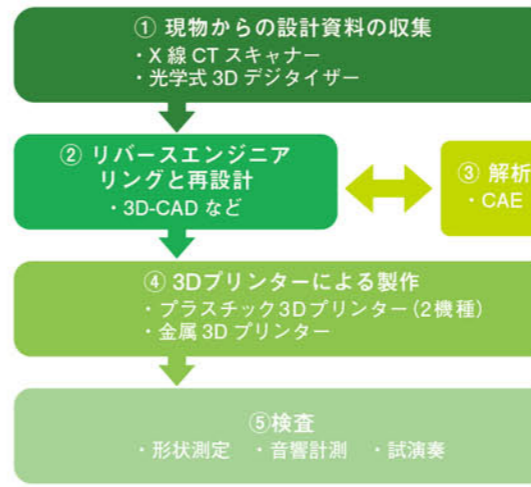 ① 現物からの設計資料の収集
・X 線 CT スキャナー
・光学式 3D デジタイザー
② リバースエンジニア
リングと再設計
・3D-CAD など
③ 解析
・CAE
④ 3Dプリンターによる製作
・プラスチック3Dプリンター(2機種)
・金属 3D プリンター
⑤検査
・形状測定 ・音響計測 ・試演奏